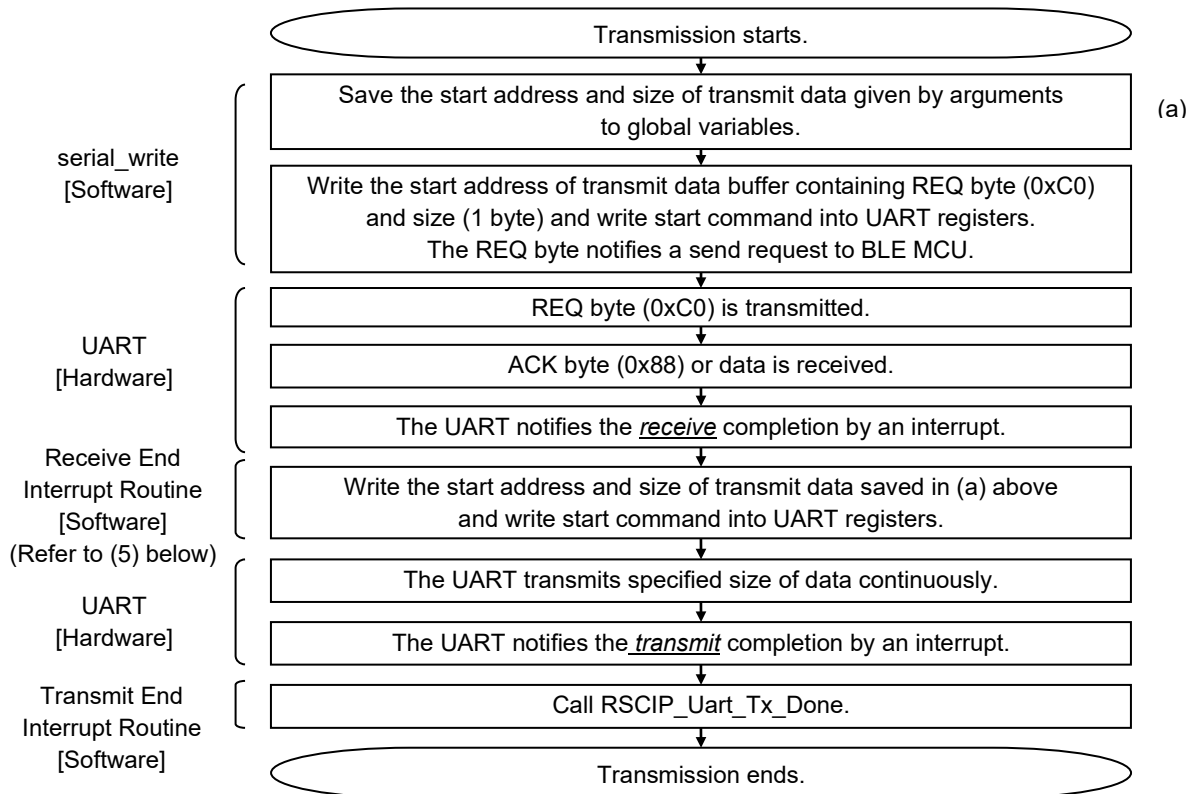 Transmission starts.
Save the start address and size of transmit data given by arguments
to global variables.
(a)
serial_write
[Software]
Write the start address of transmit data buffer containing REQ byte (0xC0)
and size (1 byte) and write start command into UART registers.
The REQ byte notifies a send request to BLE MCU.
REQ byte (0xC0) is transmitted.
UART
[Hardware]
ACK byte (0x88) or data is received.
The UART notifies the receive completion by an interrupt.
Receive End
Interrupt Routine
[Software]
(Refer to (5) below)
Write the start address and size of transmit data saved in (a) above
and write start command into UART registers.
The UART transmits specified size of data continuously.
UART
[Hardware]
The UART notifies the transmit completion by an interrupt.
Transmit End
Interrupt Routine
[Software]
Call RSCIP_Uart_Tx_Done.
Transmission ends.